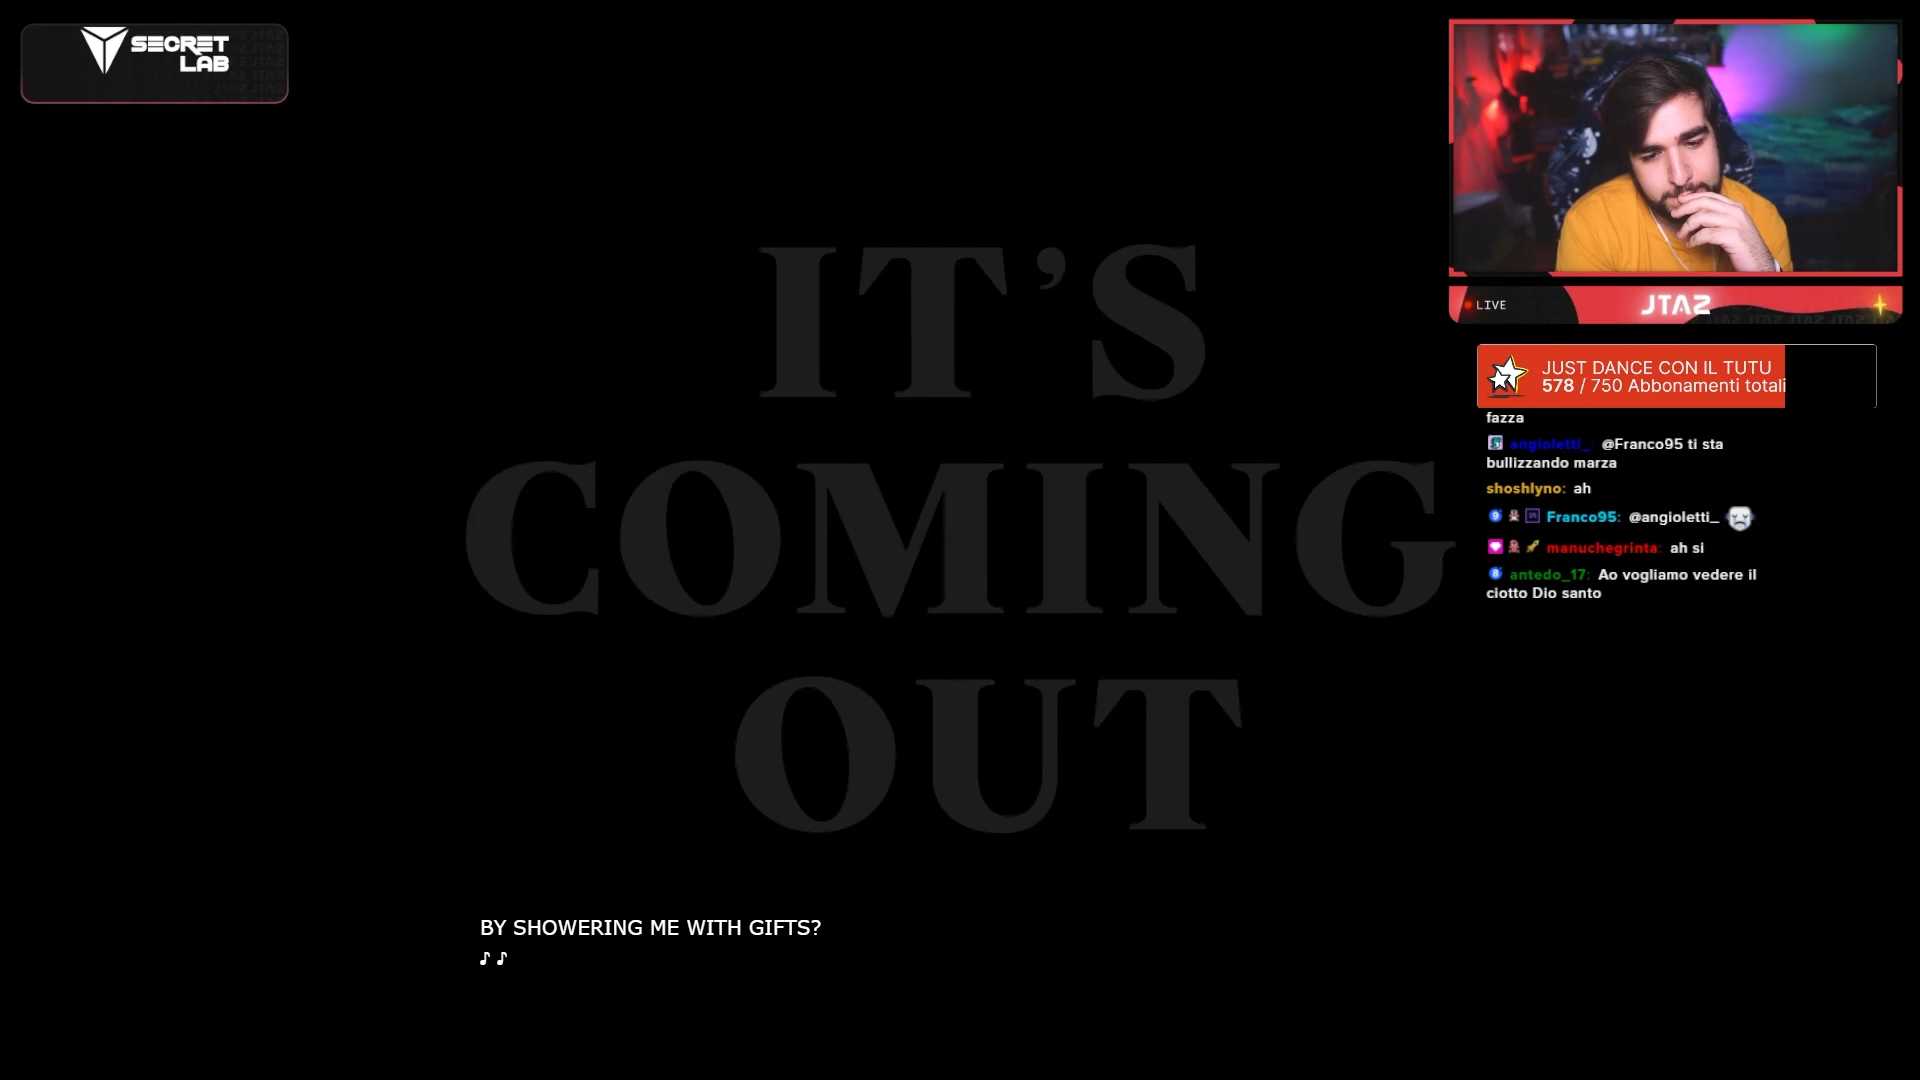 SECRET
LAB
IT'S
COMING
OUT
BY SHOWERING ME WITH GIFTS?
♪ ♪
LIVE
JTAZ
JUST DANCE CON IL TUTU
578 / 750 Abbonamenti totali
fazza
angioletti_: @Franco95 ti sta
bullizzando marza
shoshlyno: ah
Franco95: @angioletti_
manuchegrinta: ah si
antedo_17: Ao vogliamo vedere il
ciotto Dio santo